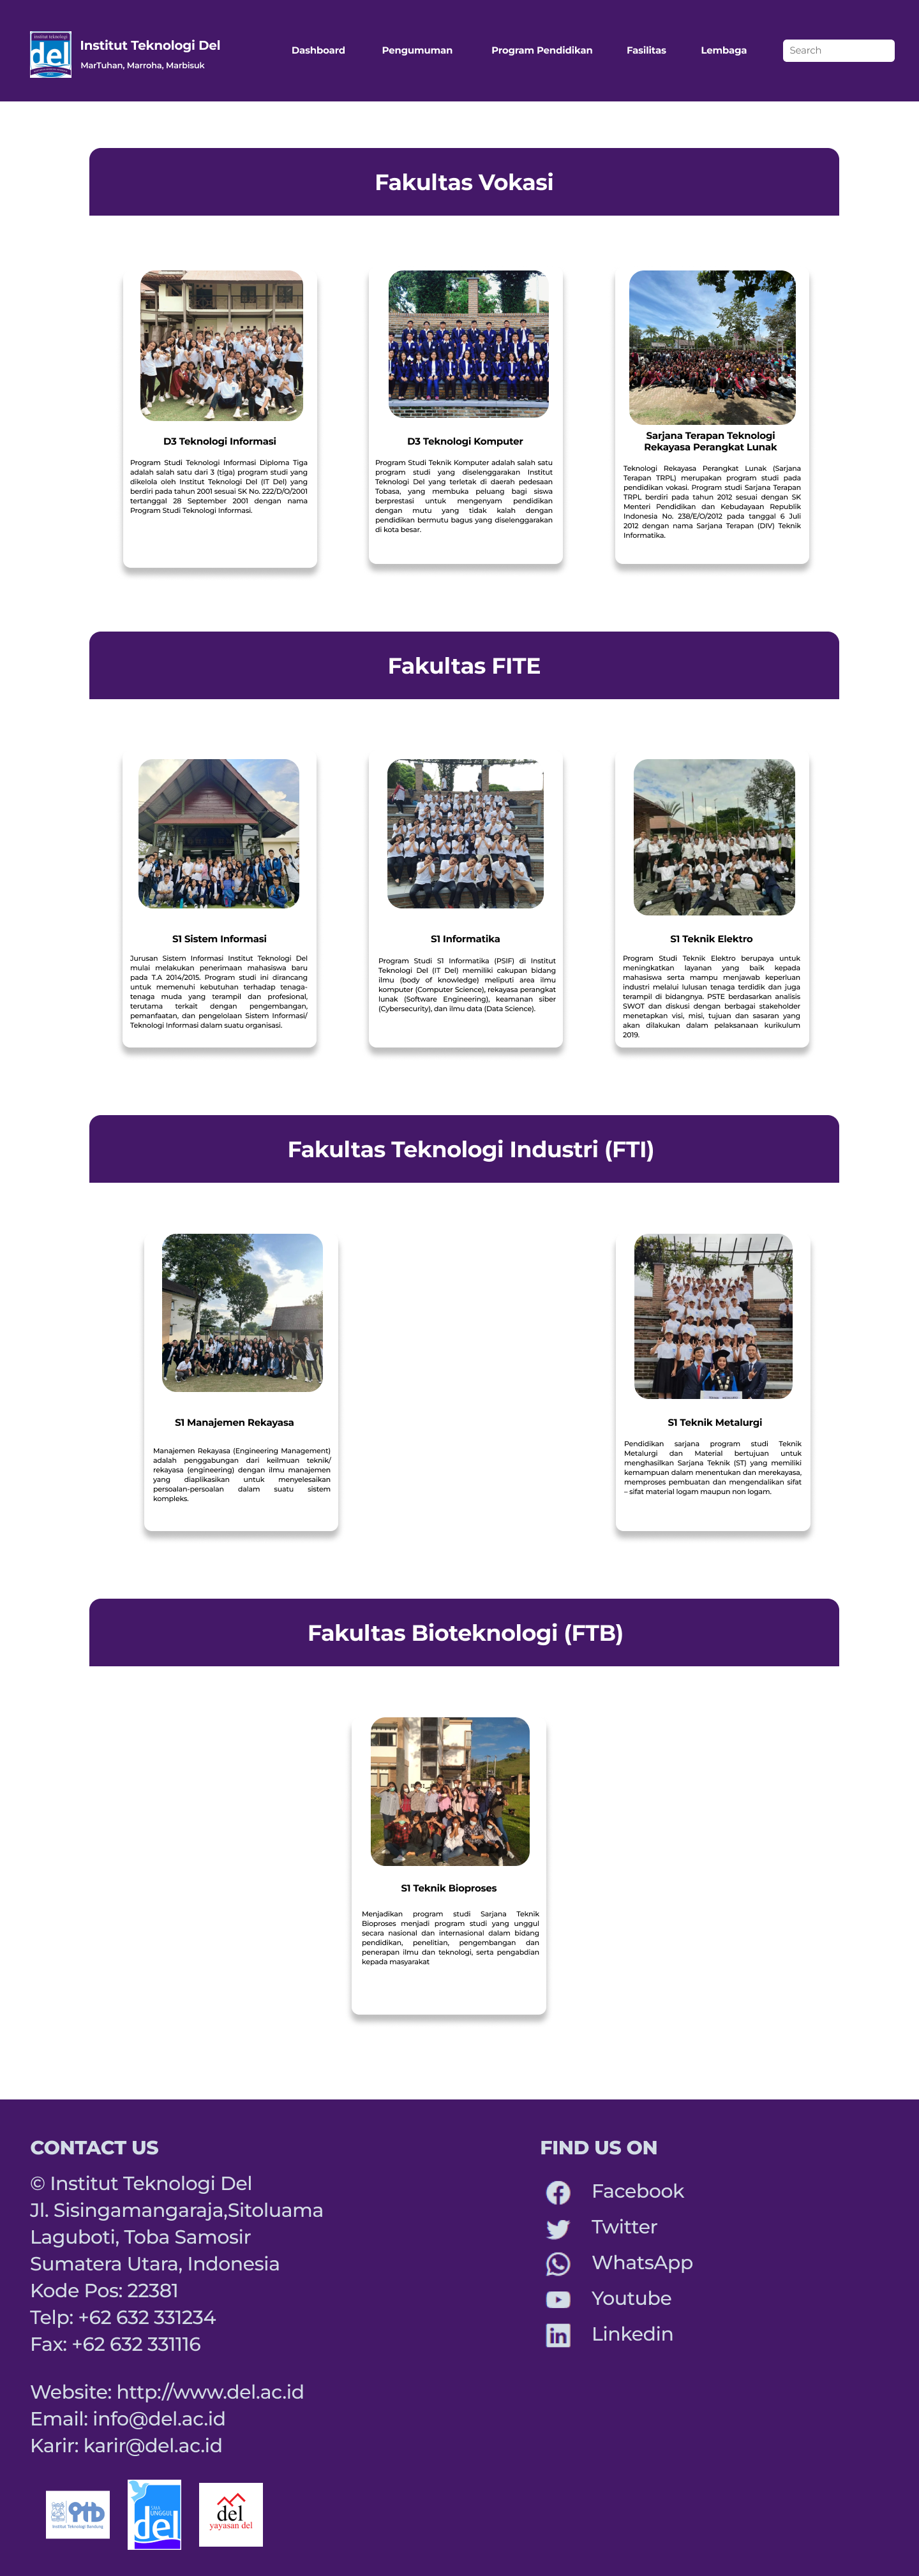 institut teknologi
del
Institut Teknologi Del
MarTuhan, Marroha, Marbisuk
Dashboard
Pengumuman
Program Pendidikan
Fasilitas
Lembaga
Search
Fakultas Vokasi
D3 Teknologi Informasi
Program Studi Teknologi Informasi Diploma Tiga
adalah salah satu dari 3 (tiga) program studi yang
dikelola oleh Institut Teknologi Del (IT Del) yang
berdiri pada tahun 2001 sesuai SK No. 222/D/O/2001
tertanggal 28 September 2001 dengan nama
Program Studi Teknologi Informasi.
D3 Teknologi Komputer
Program Studi Teknik Komputer adalah salah satu
program studi yang diselenggarakan Institut
Teknologi Del yang terletak di daerah pedesaan
Tobasa, yang membuka peluang bagi siswa
berprestasi untuk mengenyam pendidikan
dengan mutu yang tidak kalah dengan
pendidikan bermutu bagus yang diselenggarakan
di kota besar.
Sarjana Terapan Teknologi
Rekayasa Perangkat Lunak
Teknologi Rekayasa Perangkat Lunak (Sarjana
Terapan TRPL) merupakan program studi pada
pendidikan vokasi. Program studi Sarjana Terapan
TRPL berdiri pada tahun 2012 sesuai dengan SK
Menteri Pendidikan dan Kebudayaan Republik
Indonesia No. 238/E/O/2012 pada tanggal 6 Juli
2012 dengan nama Sarjana Terapan (DIV) Teknik
Informatika.
Fakultas FITE
S1 Sistem Informasi
Jurusan Sistem Informasi Institut Teknologi Del
mulai melakukan penerimaan mahasiswa baru
pada T.A 2014/2015. Program studi ini dirancang
untuk memenuhi kebutuhan terhadap tenaga-
tenaga muda yang terampil dan profesional,
terutama terkait dengan pengembangan,
pemanfaatan, dan pengelolaan Sistem Informasi/
Teknologi Informasi dalam suatu organisasi.
S1 Informatika
Program Studi S1 Informatika (PSIF) di Institut
Teknologi Del (IT Del) memiliki cakupan bidang
ilmu (body of knowledge) meliputi area ilmu
komputer (Computer Science), rekayasa perangkat
lunak (Software Engineering), keamanan siber
(Cybersecurity), dan ilmu data (Data Science).
S1 Teknik Elektro
Program Studi Teknik Elektro berupaya untuk
meningkatkan layanan yang baik kepada
mahasiswa serta mampu menjawab keperluan
industri melalui lulusan tenaga terdidik dan juga
terampil di bidangnya. PSTE berdasarkan analisis
SWOT dan diskusi dengan berbagai stakeholder
menetapkan visi, misi, tujuan dan sasaran yang
akan dilakukan dalam pelaksanaan kurikulum
2019.
Fakultas Teknologi Industri (FTI)
S1 Manajemen Rekayasa
Manajemen Rekayasa (Engineering Management)
adalah penggabungan dari keilmuan teknik/
rekayasa (engineering) dengan ilmu manajemen
yang diaplikasikan untuk menyelesaikan
persoalan-persoalan dalam suatu sistem
kompleks.
S1 Teknik Metalurgi
Pendidikan sarjana program studi Teknik
Metalurgi dan Material bertujuan untuk
menghasilkan Sarjana Teknik (ST) yang memiliki
kemampuan dalam menentukan dan merekayasa,
memproses pembuatan dan mengendalikan sifat
– sifat material logam maupun non logam.
Fakultas Bioteknologi (FTB)
S1 Teknik Bioproses
Menjadikan program studi Sarjana Teknik
Bioproses menjadi program studi yang unggul
secara nasional dan internasional dalam bidang
pendidikan, penelitian, pengembangan dan
penerapan ilmu dan teknologi, serta pengabdian
kepada masyarakat
CONTACT US
© Institut Teknologi Del
Jl. Sisingamangaraja,Sitoluama
Laguboti, Toba Samosir
Sumatera Utara, Indonesia
Kode Pos: 22381
Telp: +62 632 331234
Fax: +62 632 331116
Website: http://www.del.ac.id
Email: info@del.ac.id
Karir: karir@del.ac.id
FIND US ON
Facebook
Twitter
WhatsApp
Youtube
Linkedin
Institut Teknologi Bandung
SMA
UNGGUL
del
del
yayasan del